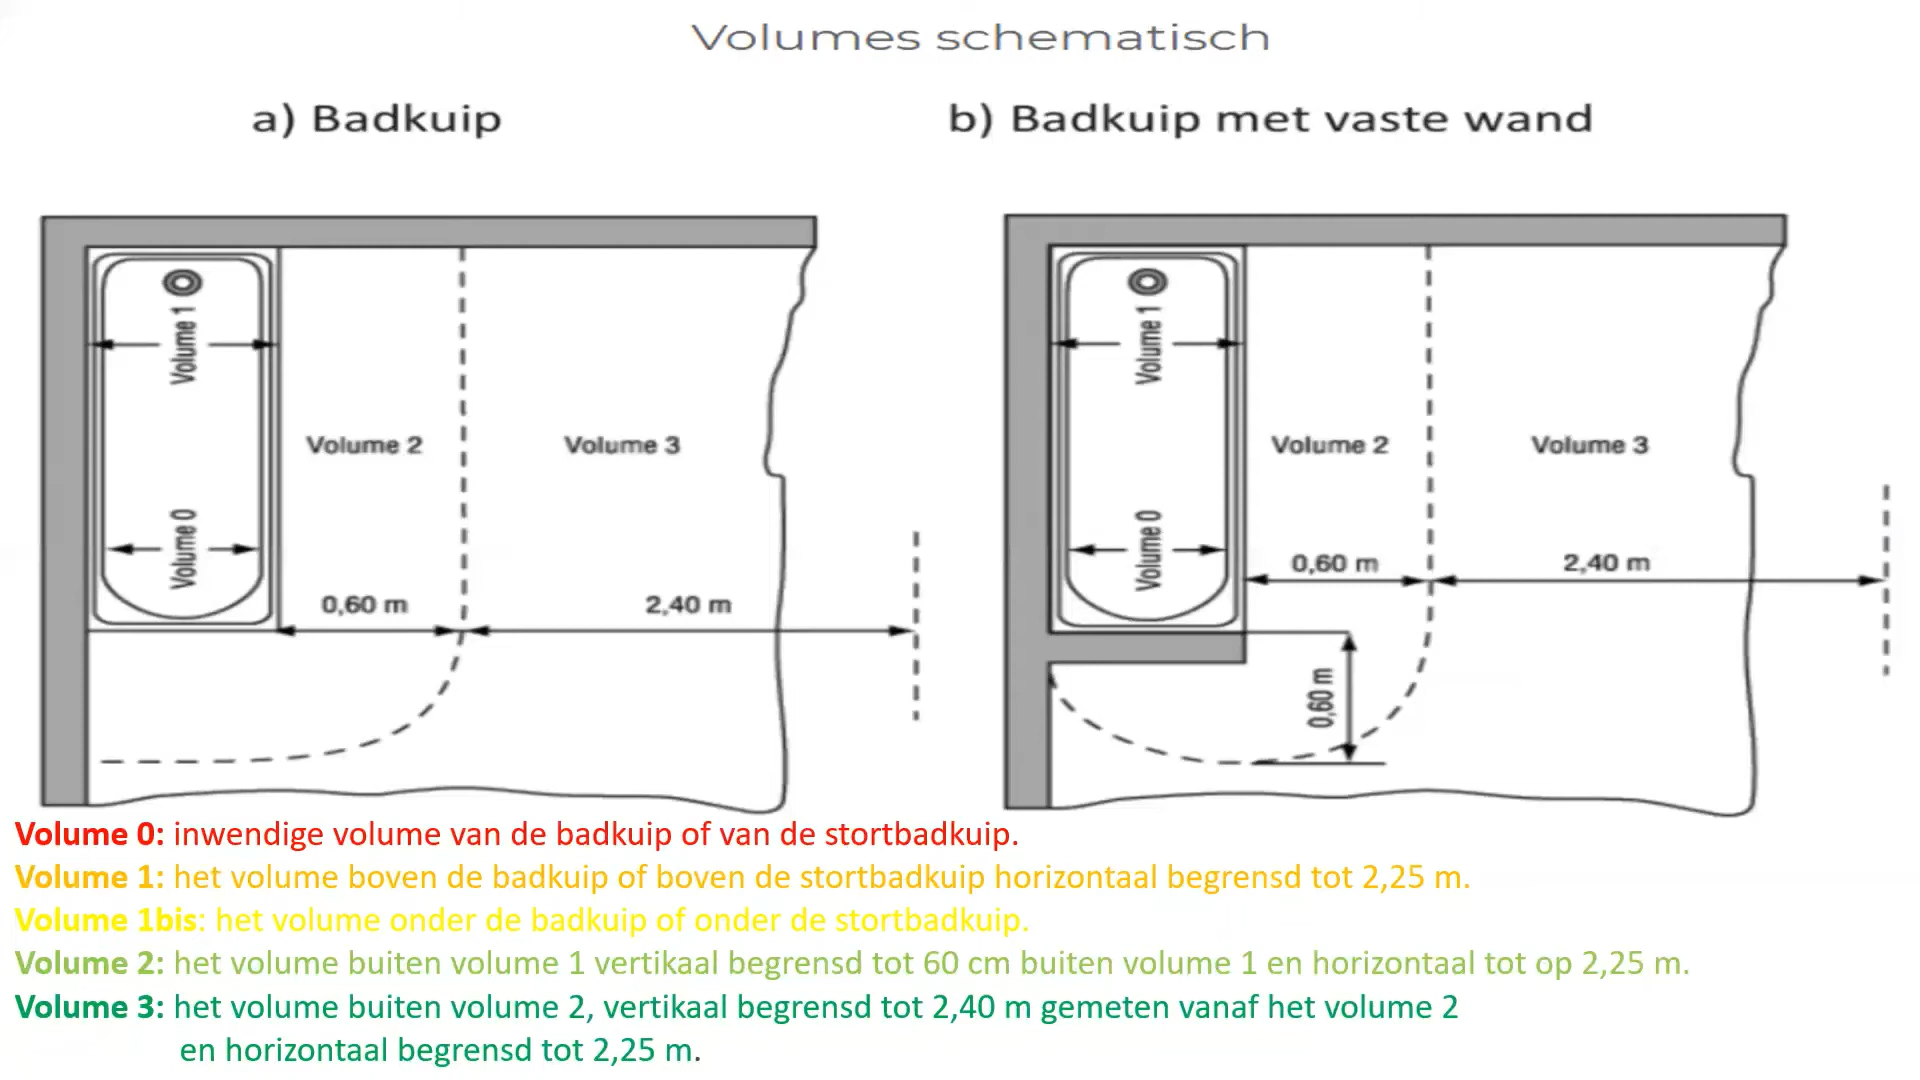 Volumes schematisch
a) Badkuip
b) Badkuip met vaste wand
Volume 1
Volume 0
Volume 2
Volume 3
0,60 m
2,40 m
Volume 1
Volume 0
Volume 2
Volume 3
0,60 m
2,40 m
0,60 m
Volume 0: inwendige volume van de badkuip of van de stortbadkuip.
Volume 1: het volume boven de badkuip of boven de stortbadkuip horizontaal begrensd tot 2,25 m.
Volume 1bis: het volume onder de badkuip of onder de stortbadkuip.
Volume 2: het volume buiten volume 1 vertikaal begrensd tot 60 cm buiten volume 1 en horizontaal tot op 2,25 m.
Volume 3: het volume buiten volume 2, vertikaal begrensd tot 2,40 m gemeten vanaf het volume 2
en horizontaal begrensd tot 2,25 m.